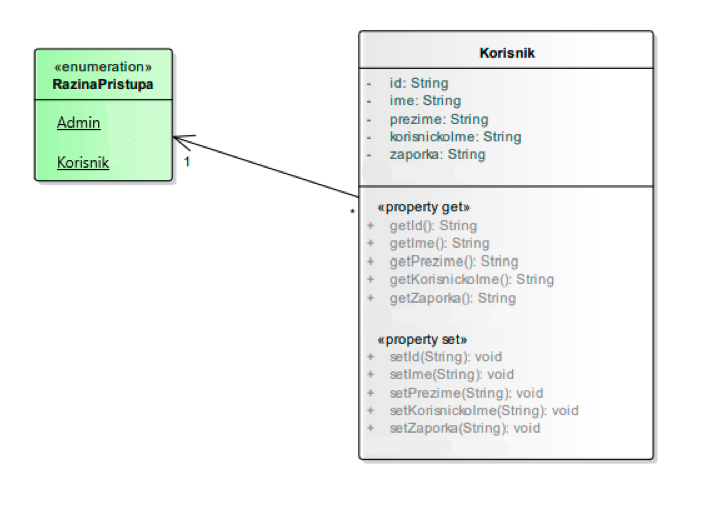 «enumeration»
RazinaPristupa
Admin
Korisnik
1
*
Korisnik
- id: String
- ime: String
- prezime: String
- korisnickoIme: String
- zaporka: String
«property get»
+ getId(): String
+ getIme(): String
+ getPrezime(): String
+ getKorisnickoIme(): String
+ getZaporka(): String
«property set»
+ setId(String): void
+ setIme(String): void
+ setPrezime(String): void
+ setKorisnickoIme(String): void
+ setZaporka(String): void